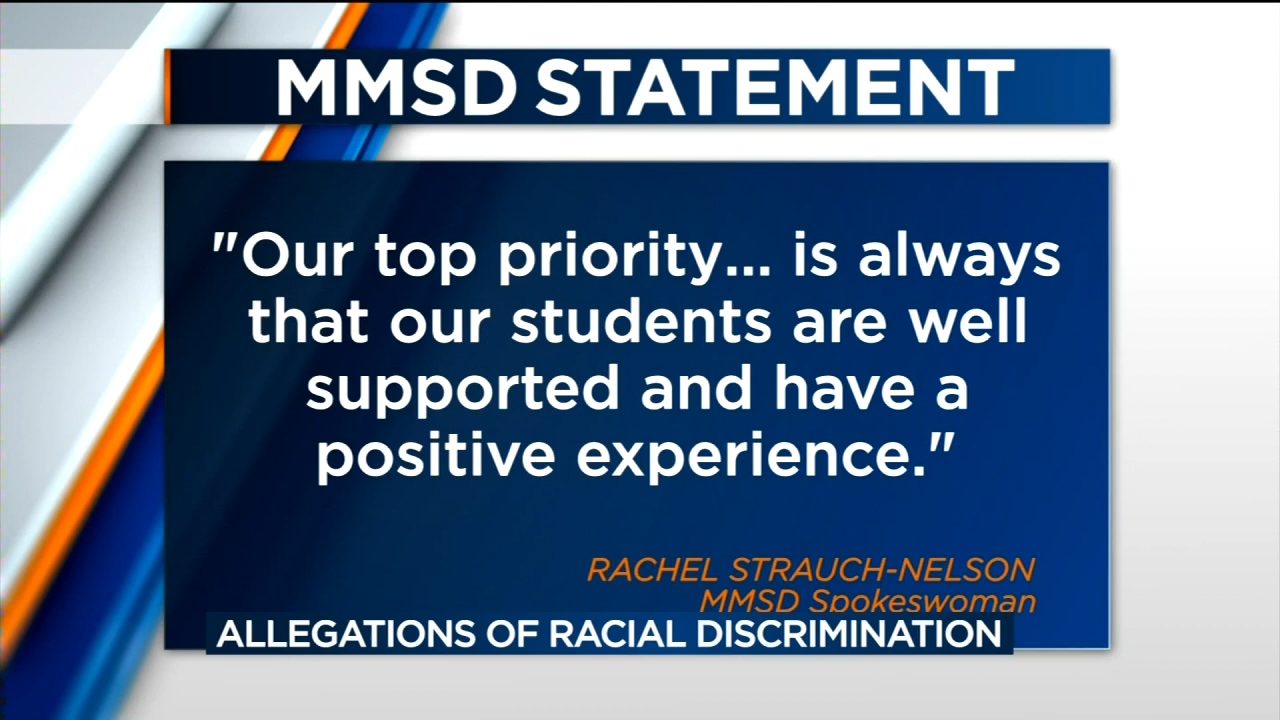 MMSD STATEMENT
"Our top priority... is always
that our students are well
supported and have a
positive experience."
RACHEL STRAUCH-NELSON
MMSD Spokeswoman
ALLEGATIONS OF RACIAL DISCRIMINATION